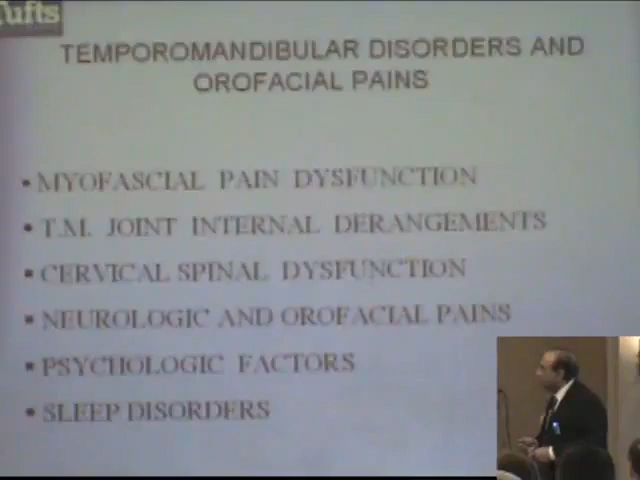 Tufts
TEMPOROMANDIBULAR DISORDERS AND
OROFACIAL PAINS
• MYOFASCIAL PAIN DYSFUNCTION
• T.M. JOINT INTERNAL DERANGEMENTS
• CERVICAL SPINAL DYSFUNCTION
• NEUROLOGIC AND OROFACIAL PAINS
• PSYCHOLOGIC FACTORS
• SLEEP DISORDERS